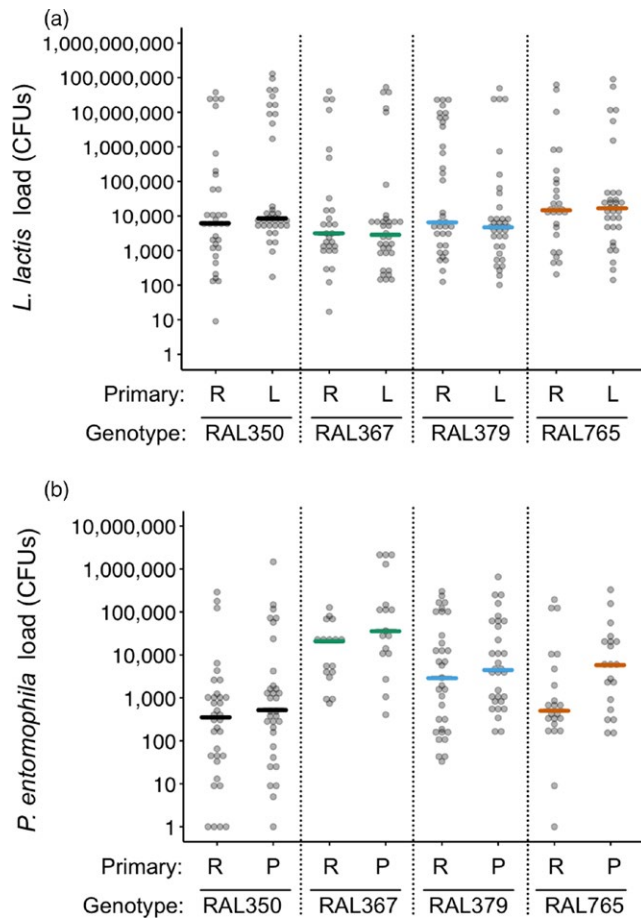 (a)
L. lactis load (CFUs)
1,000,000,000
100,000,000
10,000,000
1,000,000
100,000
10,000
1,000
100
10
1
Primary: R L R L R L R L
Genotype: RAL350 RAL367 RAL379 RAL765
(b)
P. entomophila load (CFUs)
10,000,000
1,000,000
100,000
10,000
1,000
100
10
1
Primary: R P R P R P R P
Genotype: RAL350 RAL367 RAL379 RAL765